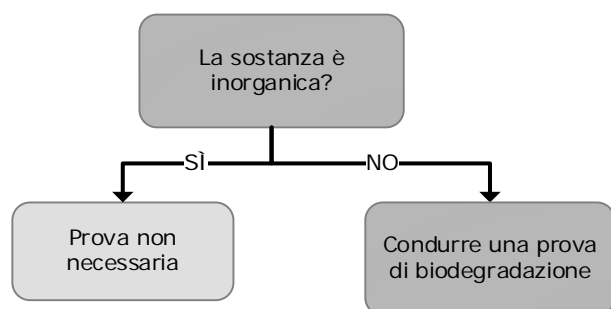 La sostanza è
inorganica?
SÌ
NO
Prova non
necessaria
Condurre una prova
di biodegradazione